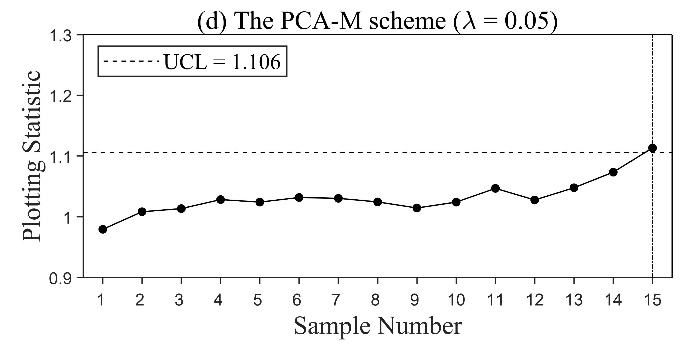 (d) The PCA-M scheme (λ = 0.05)
1.3
UCL = 1.106
1.2
1.1
1
0.9
Plotting Statistic
1 2 3 4 5 6 7 8 9 10 11 12 13 14 15
Sample Number